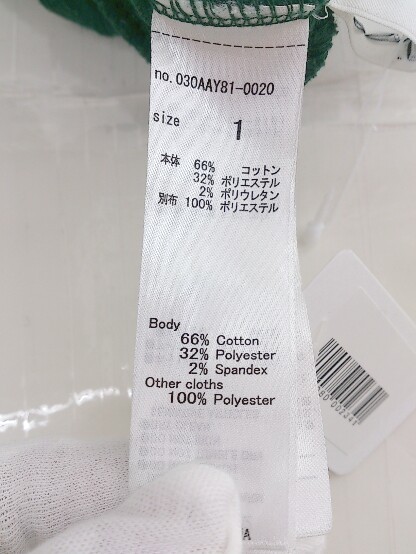 no.030AAY81-0020
size 1
本体 66% コットン
32% ポリエステル
2% ポリウレタン
別布 100% ポリエステル
Body
66% Cotton
32% Polyester
2% Spandex
Other cloths
100% Polyester